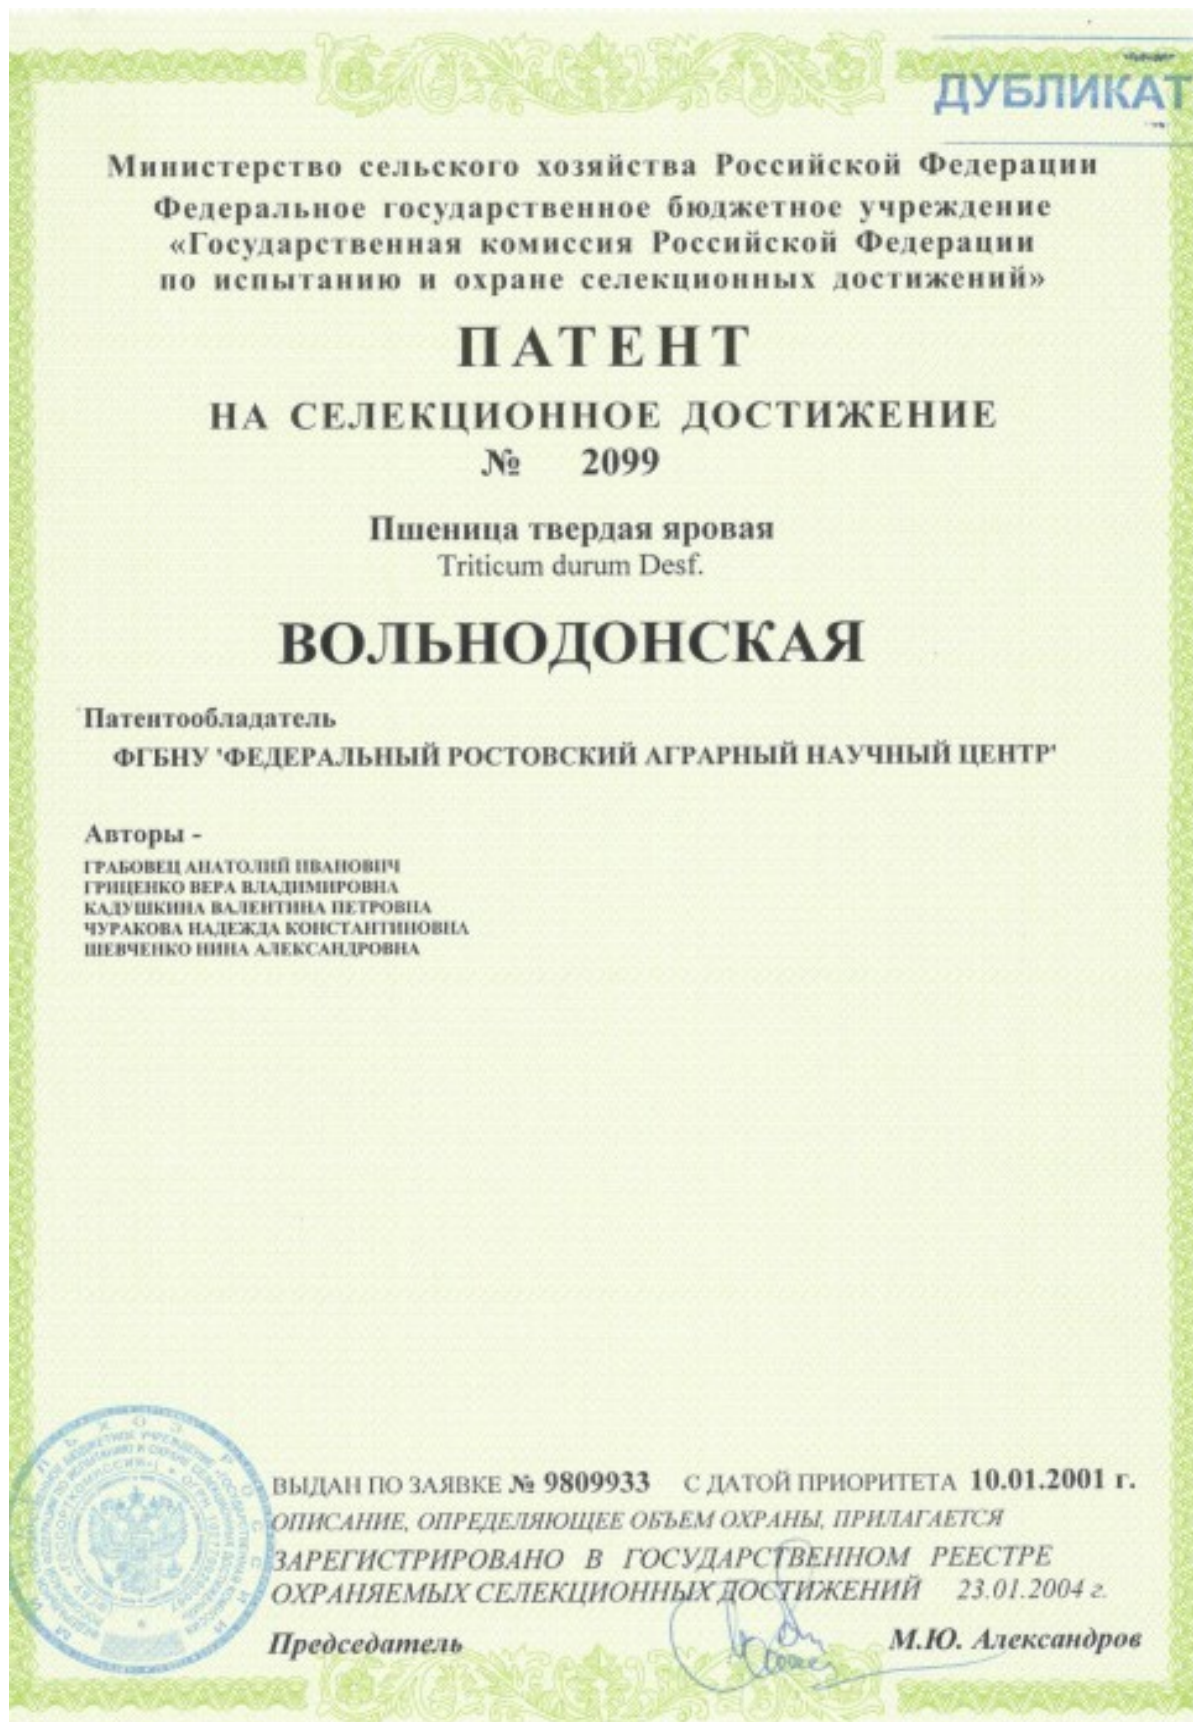 ДУБЛИКАТ
Министерство сельского хозяйства Российской Федерации
Федеральное государственное бюджетное учреждение
«Государственная комиссия Российской Федерации
по испытанию и охране селекционных достижений»
ПАТЕНТ
НА СЕЛЕКЦИОННОЕ ДОСТИЖЕНИЕ
№ 2099
Пшеница твердая яровая
Triticum durum Desf.
ВОЛЬНОДОНСКАЯ
Патентообладатель
ФГБНУ 'ФЕДЕРАЛЬНЫЙ РОСТОВСКИЙ АГРАРНЫЙ НАУЧНЫЙ ЦЕНТР'
Авторы -
ГРАБОВЕЦ АНАТОЛИЙ ИВАНОВИЧ
ГРИЦЕНКО ВЕРА ВЛАДИМИРОВНА
КАДУШКИНА ВАЛЕНТИНА ПЕТРОВНА
ЧУРАКОВА НАДЕЖДА КОНСТАНТИНОВНА
ШЕВЧЕНКО НИНА АЛЕКСАНДРОВНА
ВЫДАН ПО ЗАЯВКЕ № 9809933 С ДАТОЙ ПРИОРИТЕТА 10.01.2001 г.
ОПИСАНИЕ, ОПРЕДЕЛЯЮЩЕЕ ОБЪЕМ ОХРАНЫ, ПРИЛАГАЕТСЯ
ЗАРЕГИСТРИРОВАНО В ГОСУДАРСТВЕННОМ РЕЕСТРЕ
ОХРАНЯЕМЫХ СЕЛЕКЦИОННЫХ ДОСТИЖЕНИЙ 23.01.2004 г.
Председатель М.Ю. Александров